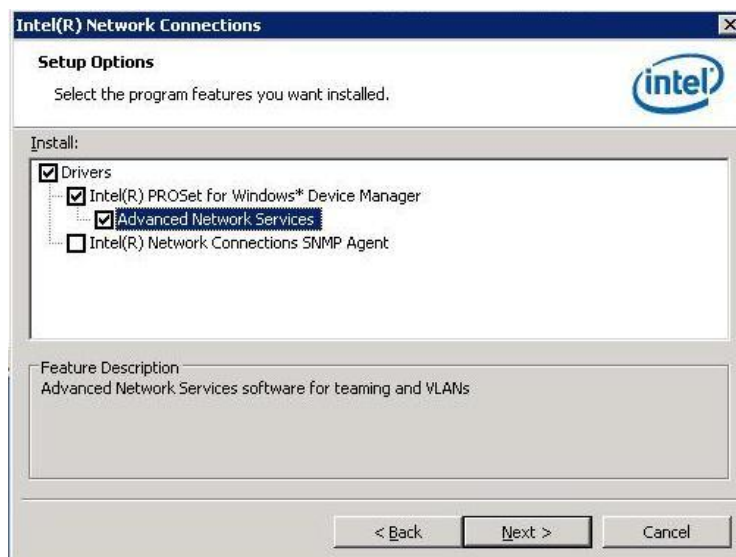 Intel(R) Network Connections
Setup Options
Select the program features you want installed.
intel
Install:
Drivers
Intel(R) PROSet for Windows* Device Manager
Advanced Network Services
Intel(R) Network Connections SNMP Agent
Feature Description
Advanced Network Services software for teaming and VLANs
< Back
Next >
Cancel